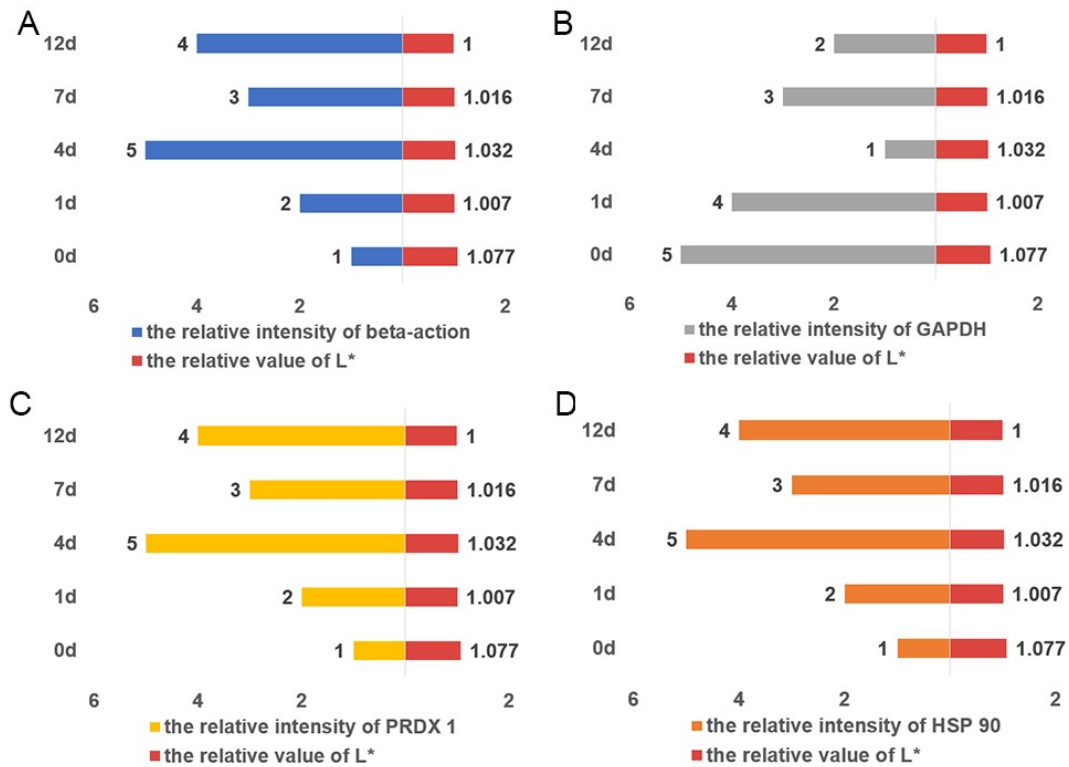 A
12d 4 1
7d 3 1.016
4d 5 1.032
1d 2 1.007
0d 1 1.077
6 4 2 2
the relative intensity of beta-action
the relative value of L*
B
12d 2 1
7d 3 1.016
4d 1 1.032
1d 4 1.007
0d 5 1.077
6 4 2 2
the relative intensity of GAPDH
the relative value of L*
C
12d 4 1
7d 3 1.016
4d 5 1.032
1d 2 1.007
0d 1 1.077
6 4 2 2
the relative intensity of PRDX 1
the relative value of L*
D
12d 4 1
7d 3 1.016
4d 5 1.032
1d 2 1.007
0d 1 1.077
6 4 2 2
the relative intensity of HSP 90
the relative value of L*